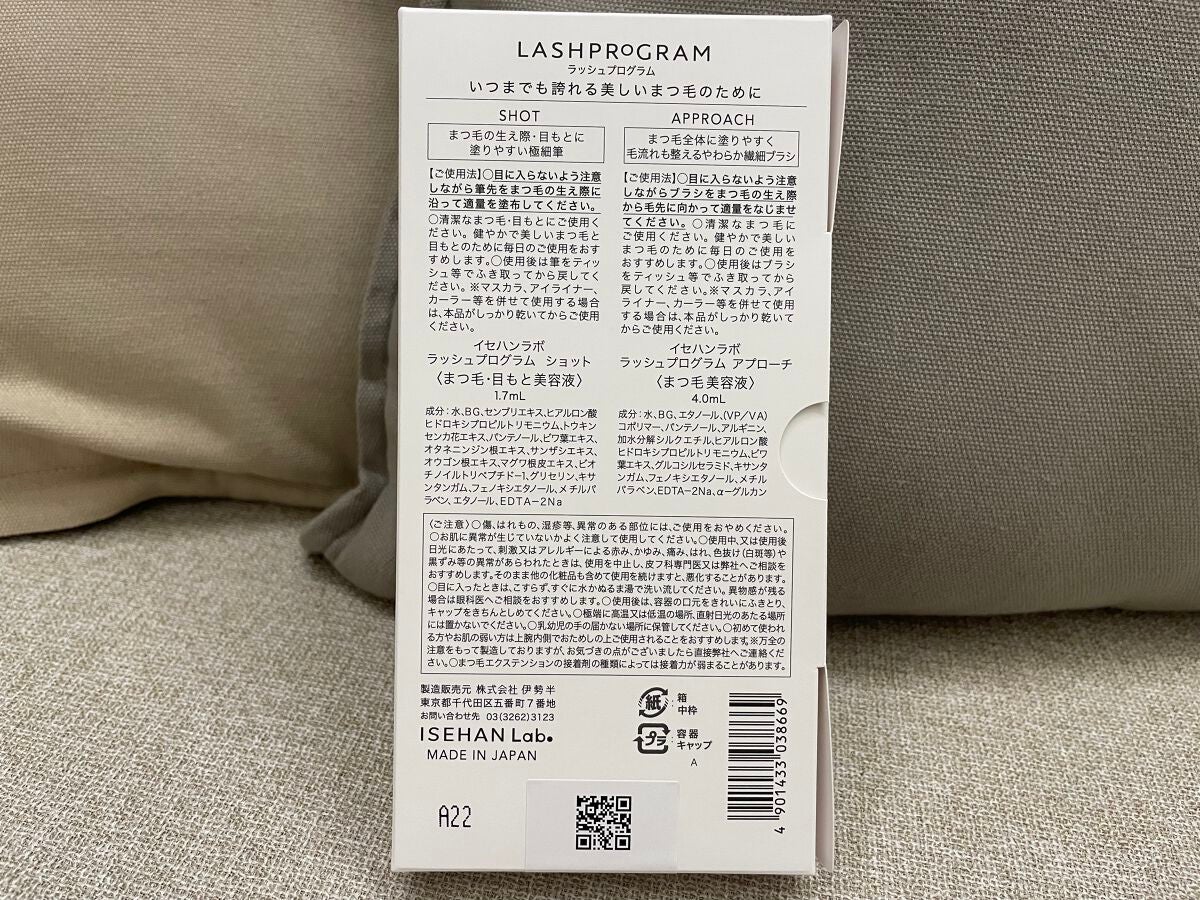 LASHPROGRAM
ラッシュプログラム
いつまでも誇れる美しいまつ毛のために
SHOT
まつ毛の生え際・目もとに
塗りやすい極細筆
【ご使用法】○目に入らないよう注意
しながら筆先をまつ毛の生え際に
沿って適量を塗布してください。
○清潔なまつ毛・目もとにご使用く
ださい。健やかで美しいまつ毛と
目もとのために毎日のご使用をおす
すめします。○使用後は筆をティッ
シュ等でふき取ってから戻してくだ
さい。※マスカラ、アイライナー、
カーラー等を併せて使用する場合
は、本品がしっかり乾いてからご使用
ください。
イセハンラボ
ラッシュプログラム ショット
〈まつ毛・目もと美容液〉
1.7mL
成分：水、BG、センブリエキス、ヒアルロン酸
ヒドロキシプロピルトリモニウム、トウキン
センカ花エキス、パンテノール、ビワ葉エキス、
オタネニンジン根エキス、サンザシエキス、
オウゴン根エキス、マグワ根皮エキス、ビオ
チノイルトリペプチド-1、グリセリン、キサ
ンタンガム、フェノキシエタノール、メチルパ
ラベン、エタノール、EDTA-2Na
APPROACH
まつ毛全体に塗りやすく
毛流れも整えるやわらか繊細ブラシ
【ご使用法】○目に入らないよう注意
しながらブラシをまつ毛の生え際
から毛先に向かって適量をなじませ
てください。○清潔なまつ毛に
ご使用ください。健やかで美しい
まつ毛のために毎日のご使用を
おすすめします。○使用後はブラシ
をティッシュ等でふき取ってから
戻してください。※マスカラ、アイ
ライナー、カーラー等を併せて使用
する場合は、本品がしっかり乾いて
からご使用ください。
イセハンラボ
ラッシュプログラム アプローチ
〈まつ毛美容液〉
4.0mL
成分：水、BG、エタノール、(VP/VA)
コポリマー、パンテノール、アルギニン、
加水分解シルクエチル、ヒアルロン酸
ヒドロキシプロピルトリモニウム、ビワ
葉エキス、グルコシルセラミド、キサン
タンガム、フェノキシエタノール、メチル
パラベン、EDTA-2Na、α-グルカン
〈ご注意〉○傷、はれもの、湿疹等、異常のある部位には、ご使用をおやめください。
○お肌に異常が生じていないかよく注意して使用してください。○使用中、又は使用後
日光にあたって、刺激又はアレルギーによる赤み、かゆみ、痛み、はれ、色抜け(白斑等)や
黒ずみ等の異常があらわれたときは、使用を中止し、皮フ科専門医又は弊社へご相談を
おすすめします。そのまま他の化粧品も含めて使用を続けますと、悪化することがあります。
○目に入ったときは、こすらず、すぐに水かぬるま湯で洗い流してください。異物感が残る
場合は眼科医へご相談をおすすめします。○使用後は、容器の口元をきれいにふきとり、
キャップをきちんとしめてください。○極端に高温又は低温の場所、直射日光のあたる場所
には置かないでください。○乳幼児の手の届かない場所に保管してください。○初めて使われ
る方やお肌の弱い方は上腕内側でおためしの上ご使用されることをおすすめします。※万全の
注意をもって製造しておりますが、お気づきの点がございましたら直接弊社へご連絡くだ
さい。○まつ毛エクステンションの接着剤の種類によっては接着力が弱まることがあります。
製造販売元 株式会社 伊勢半
東京都千代田区五番町7番地
お問い合わせ先 03(3262)3123
ISEHAN Lab.
MADE IN JAPAN
紙 箱
中枠
プラ 容器
キャップ
A
4 901433 038669
A22